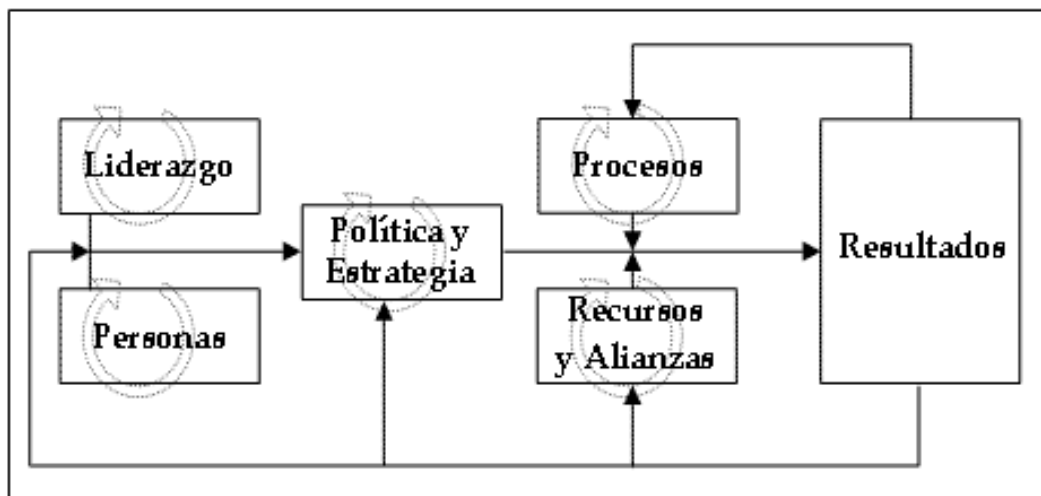 Liderazgo
Procesos
Política y
Estrategia
Resultados
Personas
Recursos
y Alianzas